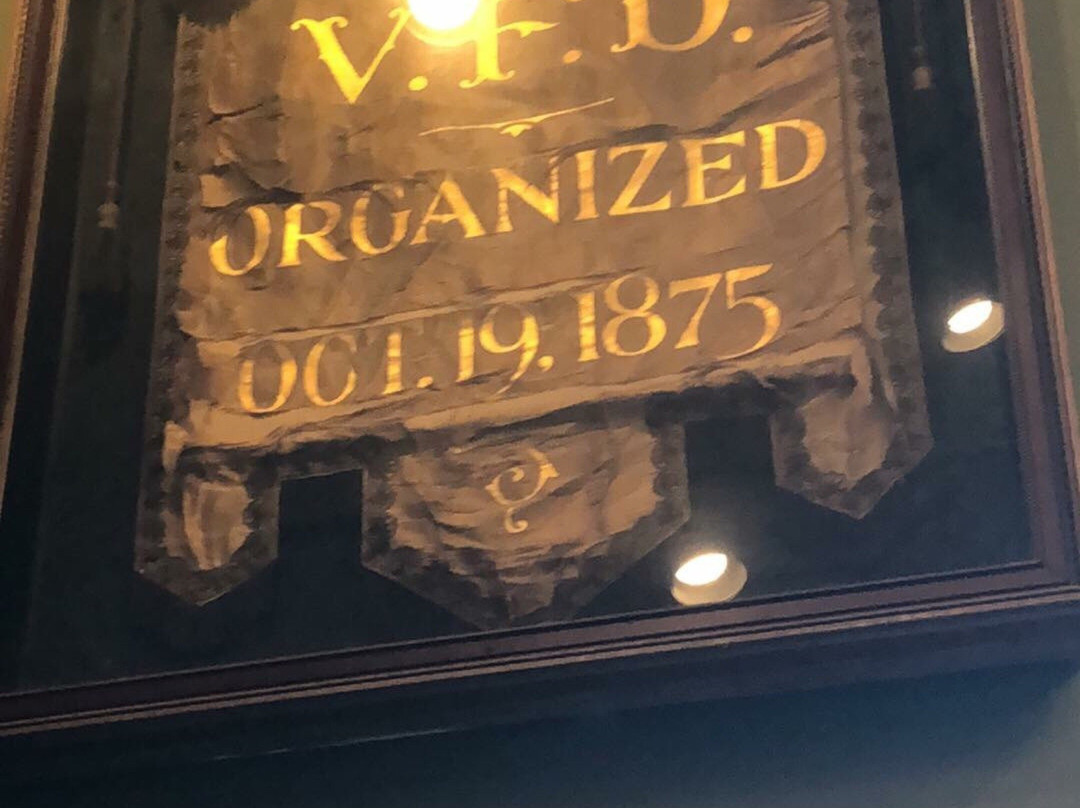 V.F.D.
ORGANIZED
OCT. 19, 1875